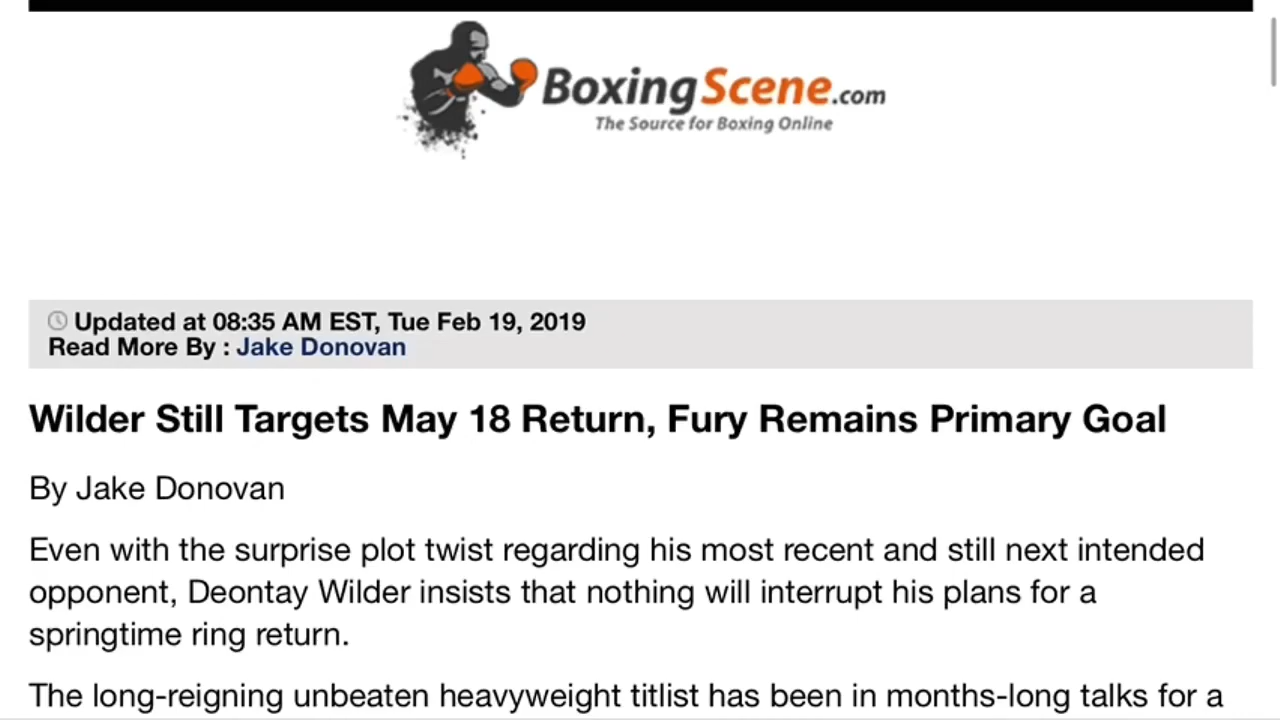 BoxingScene.com
The Source for Boxing Online
Updated at 08:35 AM EST, Tue Feb 19, 2019
Read More By : Jake Donovan
Wilder Still Targets May 18 Return, Fury Remains Primary Goal
By Jake Donovan
Even with the surprise plot twist regarding his most recent and still next intended
opponent, Deontay Wilder insists that nothing will interrupt his plans for a
springtime ring return.
The long-reigning unbeaten heavyweight titlist has been in months-long talks for a